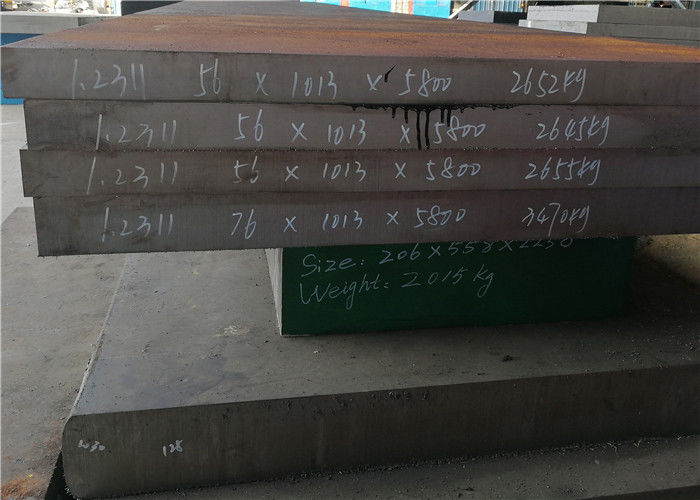 1.2311 56 × 1013 × 5800 2652kg
1.2311 56 × 1013 × 5800 2645kg
1.2311 56 × 1013 × 5800 2655kg
1.2311 76 × 1013 × 5800 3470kg
Size: 206×558×2230
Weight: 2015 kg
128